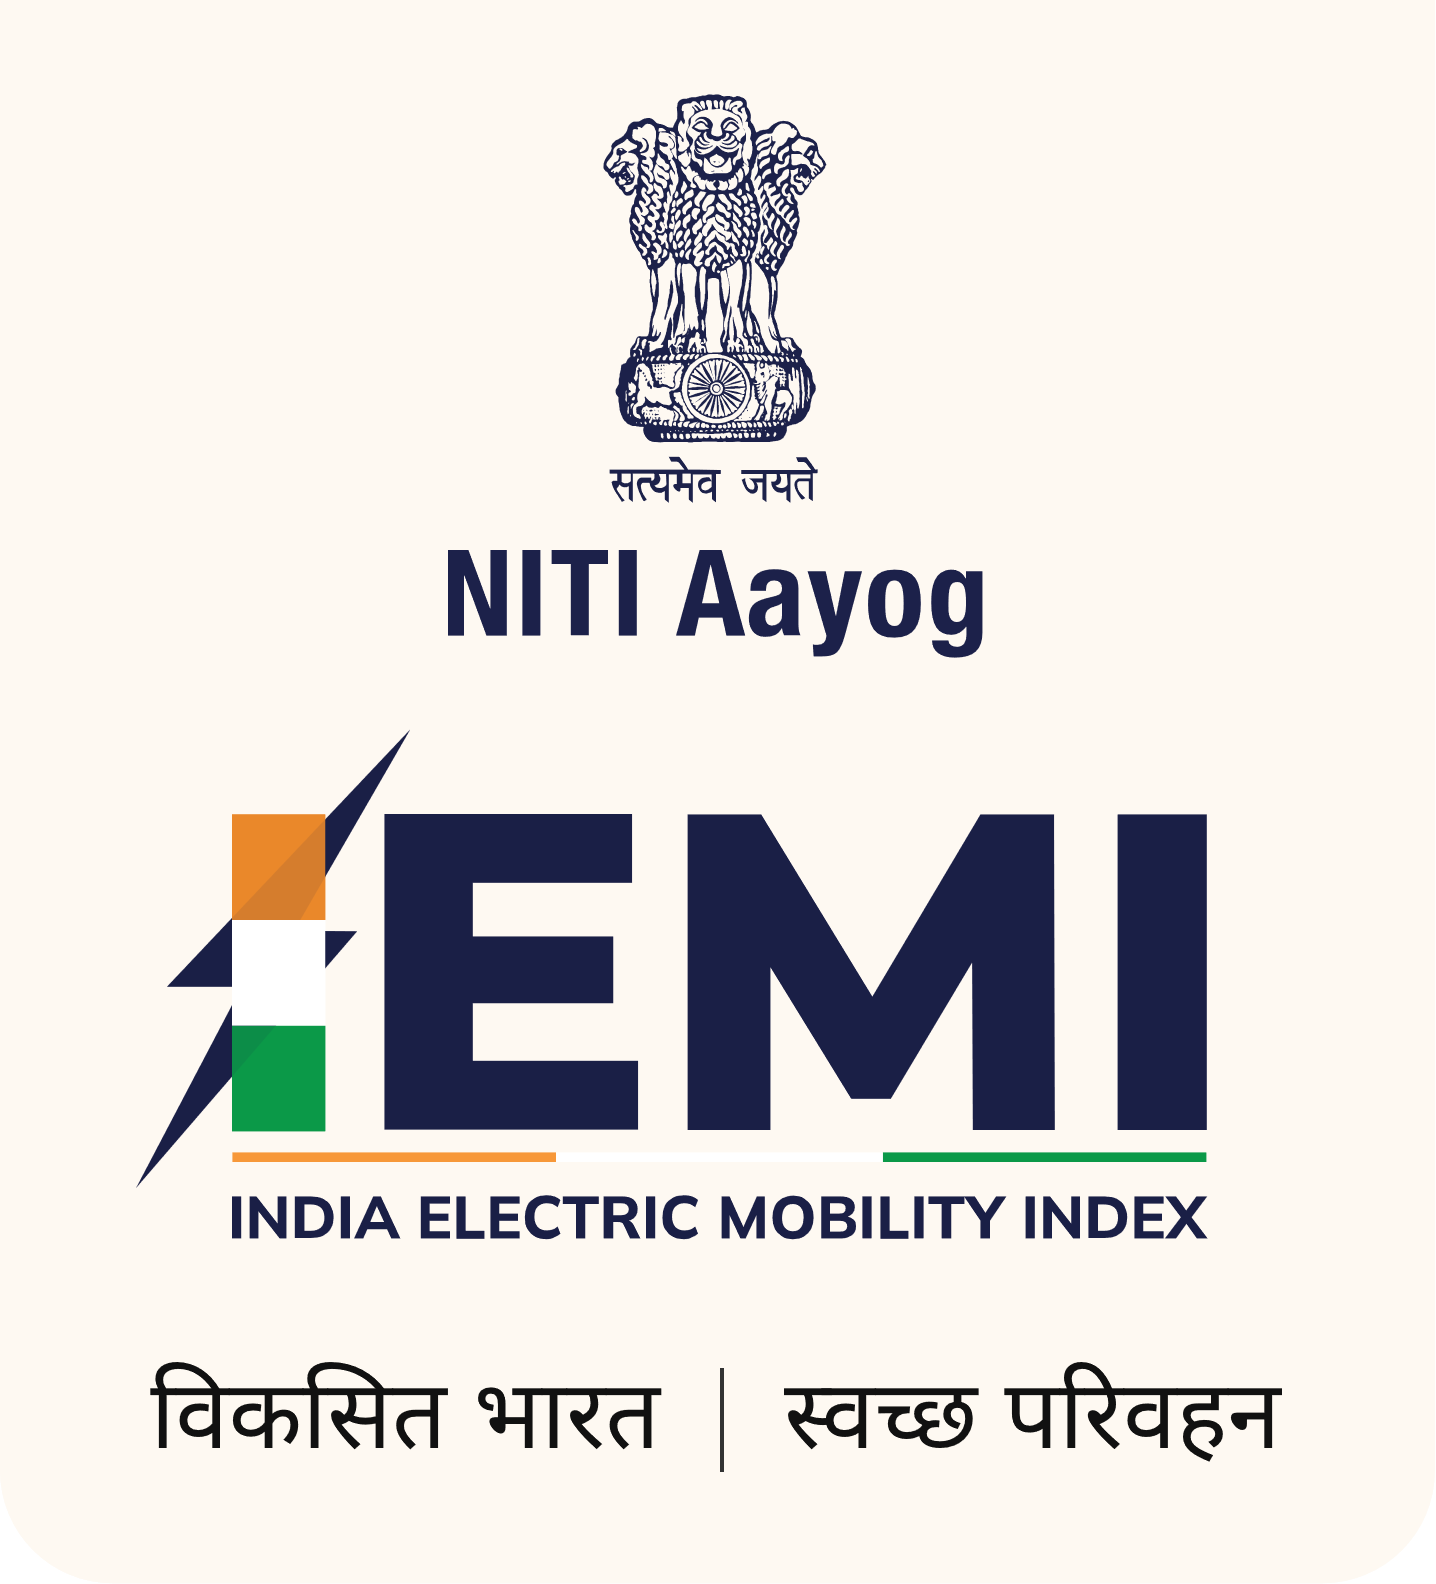 सत्यमेव जयते
NITI Aayog
IEMI
INDIA ELECTRIC MOBILITY INDEX
विकसित भारत | स्वच्छ परिवहन